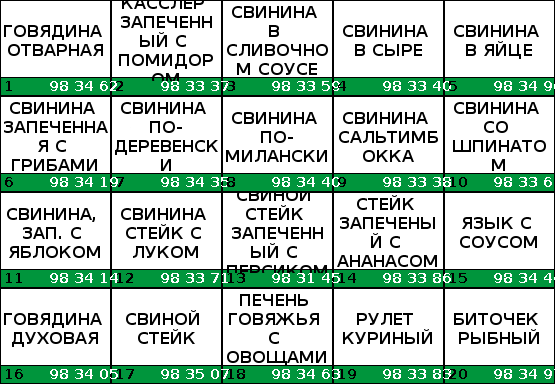 ГОВЯДИНА
ОТВАРНАЯ
1 98 34 62
КАССЛЕР
ЗАПЕЧЕНН
ЫЙ С
ПОМИДОР
ОМ
2 98 33 37
СВИНИНА
В
СЛИВОЧНО
М СОУСЕ
3 98 33 59
СВИНИНА
В СЫРЕ
4 98 33 40
СВИНИНА
В ЯЙЦЕ
5 98 34 96
СВИНИНА
ЗАПЕЧЕННА
Я С
ГРИБАМИ
6 98 34 19
СВИНИНА
ПО-
ДЕРЕВЕНСК
И
7 98 34 35
СВИНИНА
ПО-
МИЛАНСКИ
8 98 34 40
СВИНИНА
САЛЬТИМБ
ОККА
9 98 33 38
СВИНИНА
СО
ШПИНАТО
М
10 98 33 6
СВИНИНА,
ЗАП. С
ЯБЛОКОМ
11 98 34 14
СВИНИНА
СТЕЙК С
ЛУКОМ
12 98 33 71
СВИНОЙ
СТЕЙК
ЗАПЕЧЕНН
ЫЙ С
ПЕРСИКОМ
13 98 31 45
СТЕЙК
ЗАПЕЧЕНЫ
Й С
АНАНАСОМ
14 98 33 86
ЯЗЫК С
СОУСОМ
15 98 34 44
ГОВЯДИНА
ДУХОВАЯ
16 98 34 05
СВИНОЙ
СТЕЙК
17 98 35 07
ПЕЧЕНЬ
ГОВЯЖЬЯ
С
ОВОЩАМИ
18 98 34 63
РУЛЕТ
КУРИНЫЙ
19 98 33 83
БИТОЧЕК
РЫБНЫЙ
20 98 34 9